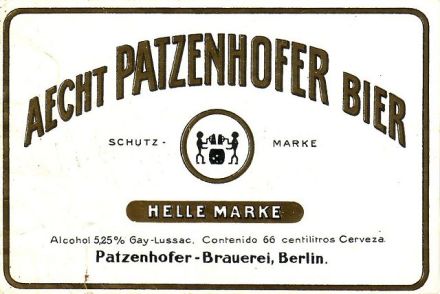 AECHT PATZENHOFER BIER
SCHUTZ - MARKE
HELLE MARKE
Alcohol 5,25% Gay-Lussac, Contenido 66 centilitros Cerveza.
Patzenhofer - Brauerei, Berlin.